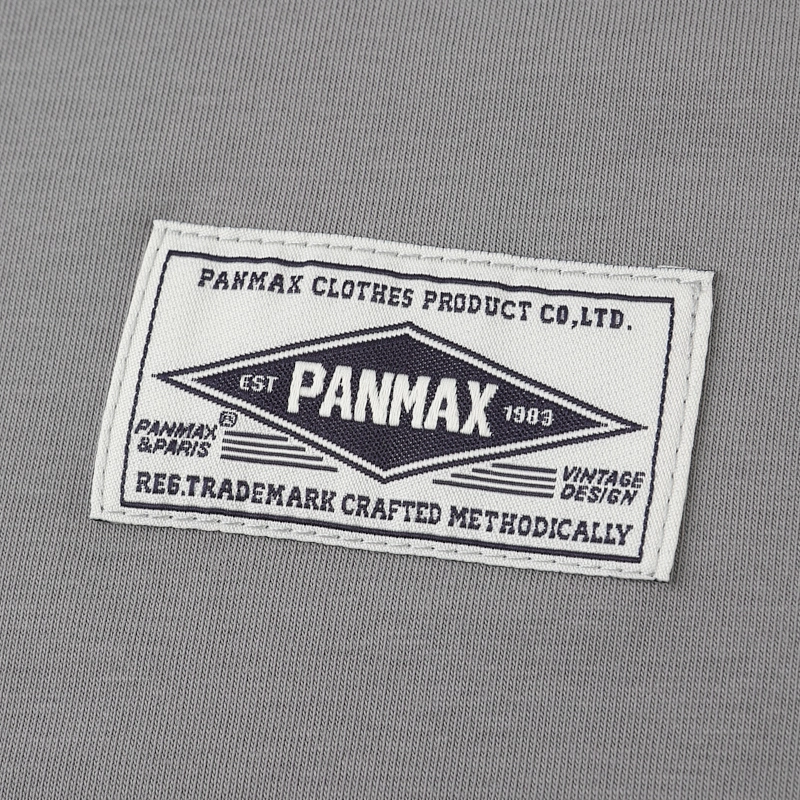 PANMAX CLOTHES PRODUCT CO,LTD.
EST PANMAX 1983
PANMAX ®
&PARIS
VINTAGE
DESIGN
REG.TRADEMARK CRAFTED METHODICALLY